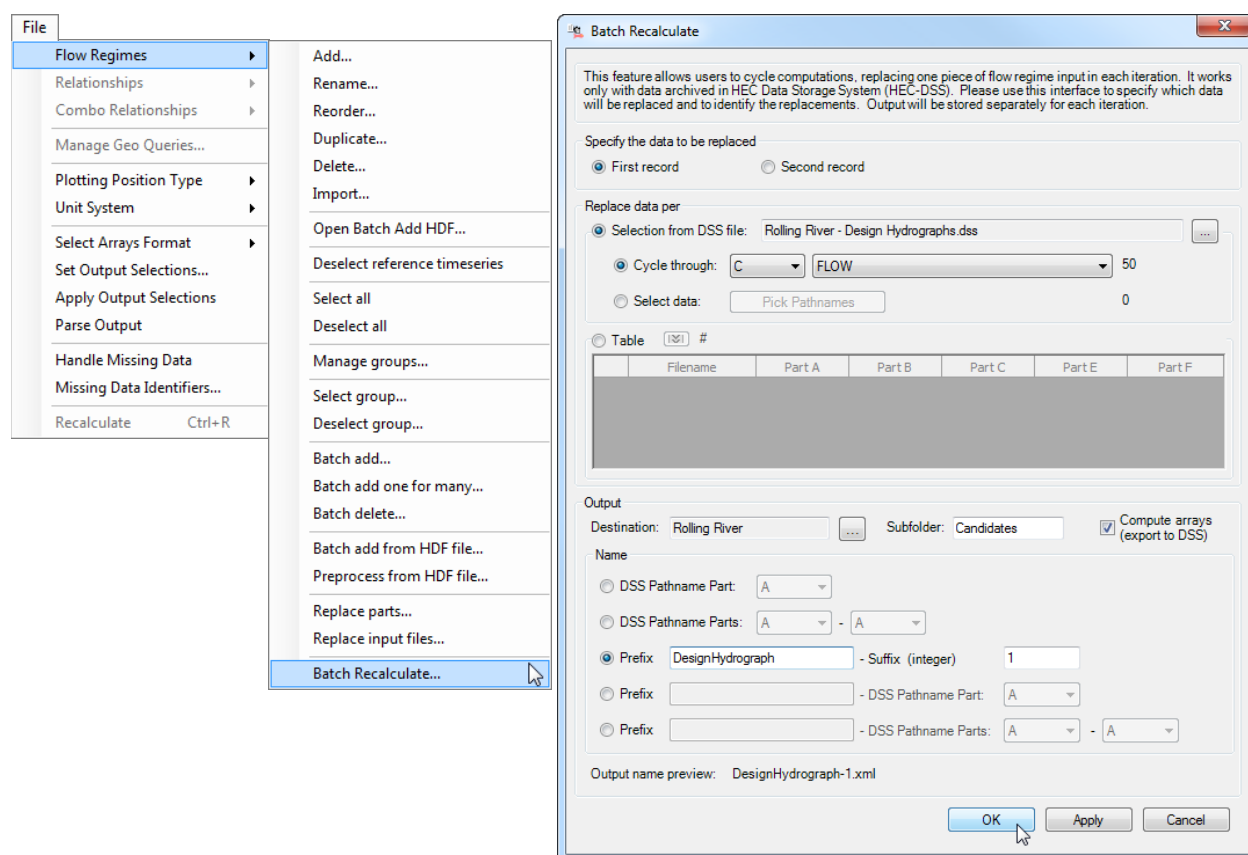 File
Flow Regimes
Relationships
Combo Relationships
Manage Geo Queries...
Plotting Position Type
Unit System
Select Arrays Format
Set Output Selections...
Apply Output Selections
Parse Output
Handle Missing Data
Missing Data Identifiers...
Recalculate Ctrl+R
Add...
Rename...
Reorder...
Duplicate...
Delete...
Import...
Open Batch Add HDF...
Deselect reference timeseries
Select all
Deselect all
Manage groups...
Select group...
Deselect group...
Batch add...
Batch add one for many...
Batch delete...
Batch add from HDF file...
Preprocess from HDF file...
Replace parts...
Replace input files...
Batch Recalculate...
Batch Recalculate
This feature allows users to cycle computations, replacing one piece of flow regime input in each iteration. It works
only with data archived in HEC Data Storage System (HEC-DSS). Please use this interface to specify which data
will be replaced and to identify the replacements. Output will be stored separately for each iteration.
Specify the data to be replaced
First record Second record
Replace data per
Selection from DSS file: Rolling River - Design Hydrographs.dss ...
Cycle through: C FLOW 50
Select data: Pick Pathnames 0
Table #
Filename Part A Part B Part C Part E Part F
Output
Destination: Rolling River ... Subfolder: Candidates Compute arrays
(export to DSS)
Name
DSS Pathname Part: A
DSS Pathname Parts: A - A
Prefix DesignHydrograph - Suffix (integer) 1
Prefix - DSS Pathname Part: A
Prefix - DSS Pathname Parts: A - A
Output name preview: DesignHydrograph-1.xml
OK Apply Cancel